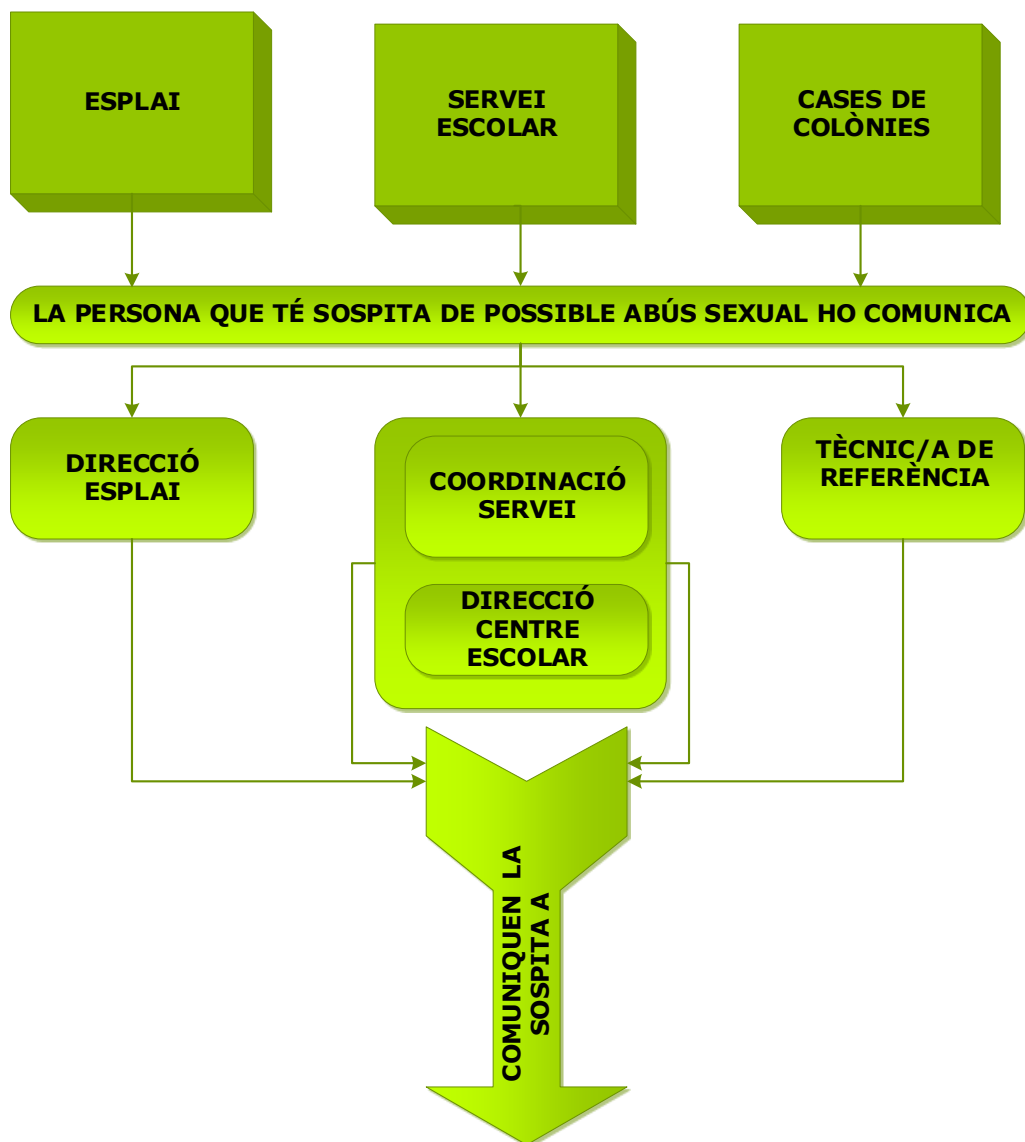 ESPLAI
SERVEI
ESCOLAR
CASES DE
COLÒNIES
LA PERSONA QUE TÉ SOSPITA DE POSSIBLE ABÚS SEXUAL HO COMUNICA
DIRECCIÓ
ESPLAI
COORDINACIÓ
SERVEI
DIRECCIÓ
CENTRE
ESCOLAR
TÈCNIC/A DE
REFERÈNCIA
COMUNIQUEN LA
SOSPITA A